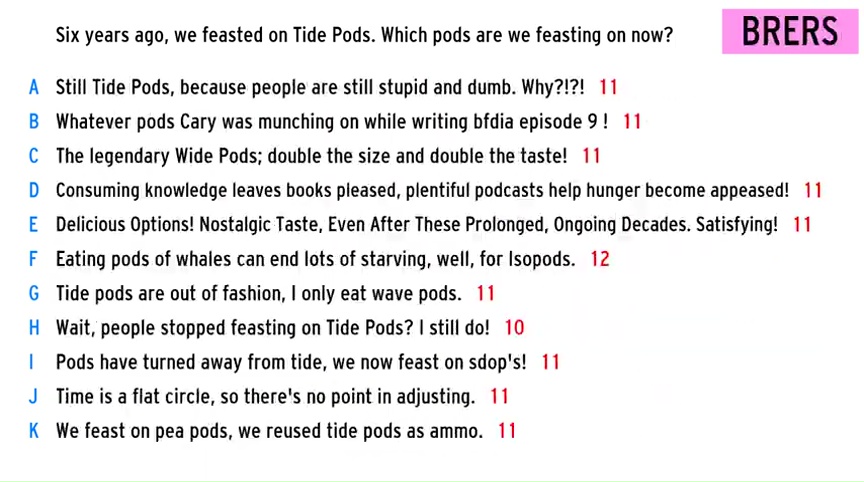 Six years ago, we feasted on Tide Pods. Which pods are we feasting on now?
BRERS
A Still Tide Pods, because people are still stupid and dumb. Why?!?! 11
B Whatever pods Cary was munching on while writing bfdia episode 9 ! 11
C The legendary Wide Pods; double the size and double the taste! 11
D Consuming knowledge leaves books pleased, plentiful podcasts help hunger become appeased! 11
E Delicious Options! Nostalgic Taste, Even After These Prolonged, Ongoing Decades. Satisfying! 11
F Eating pods of whales can end lots of starving, well, for Isopods. 12
G Tide pods are out of fashion, I only eat wave pods. 11
H Wait, people stopped feasting on Tide Pods? I still do! 10
I Pods have turned away from tide, we now feast on sdop's! 11
J Time is a flat circle, so there's no point in adjusting. 11
K We feast on pea pods, we reused tide pods as ammo. 11